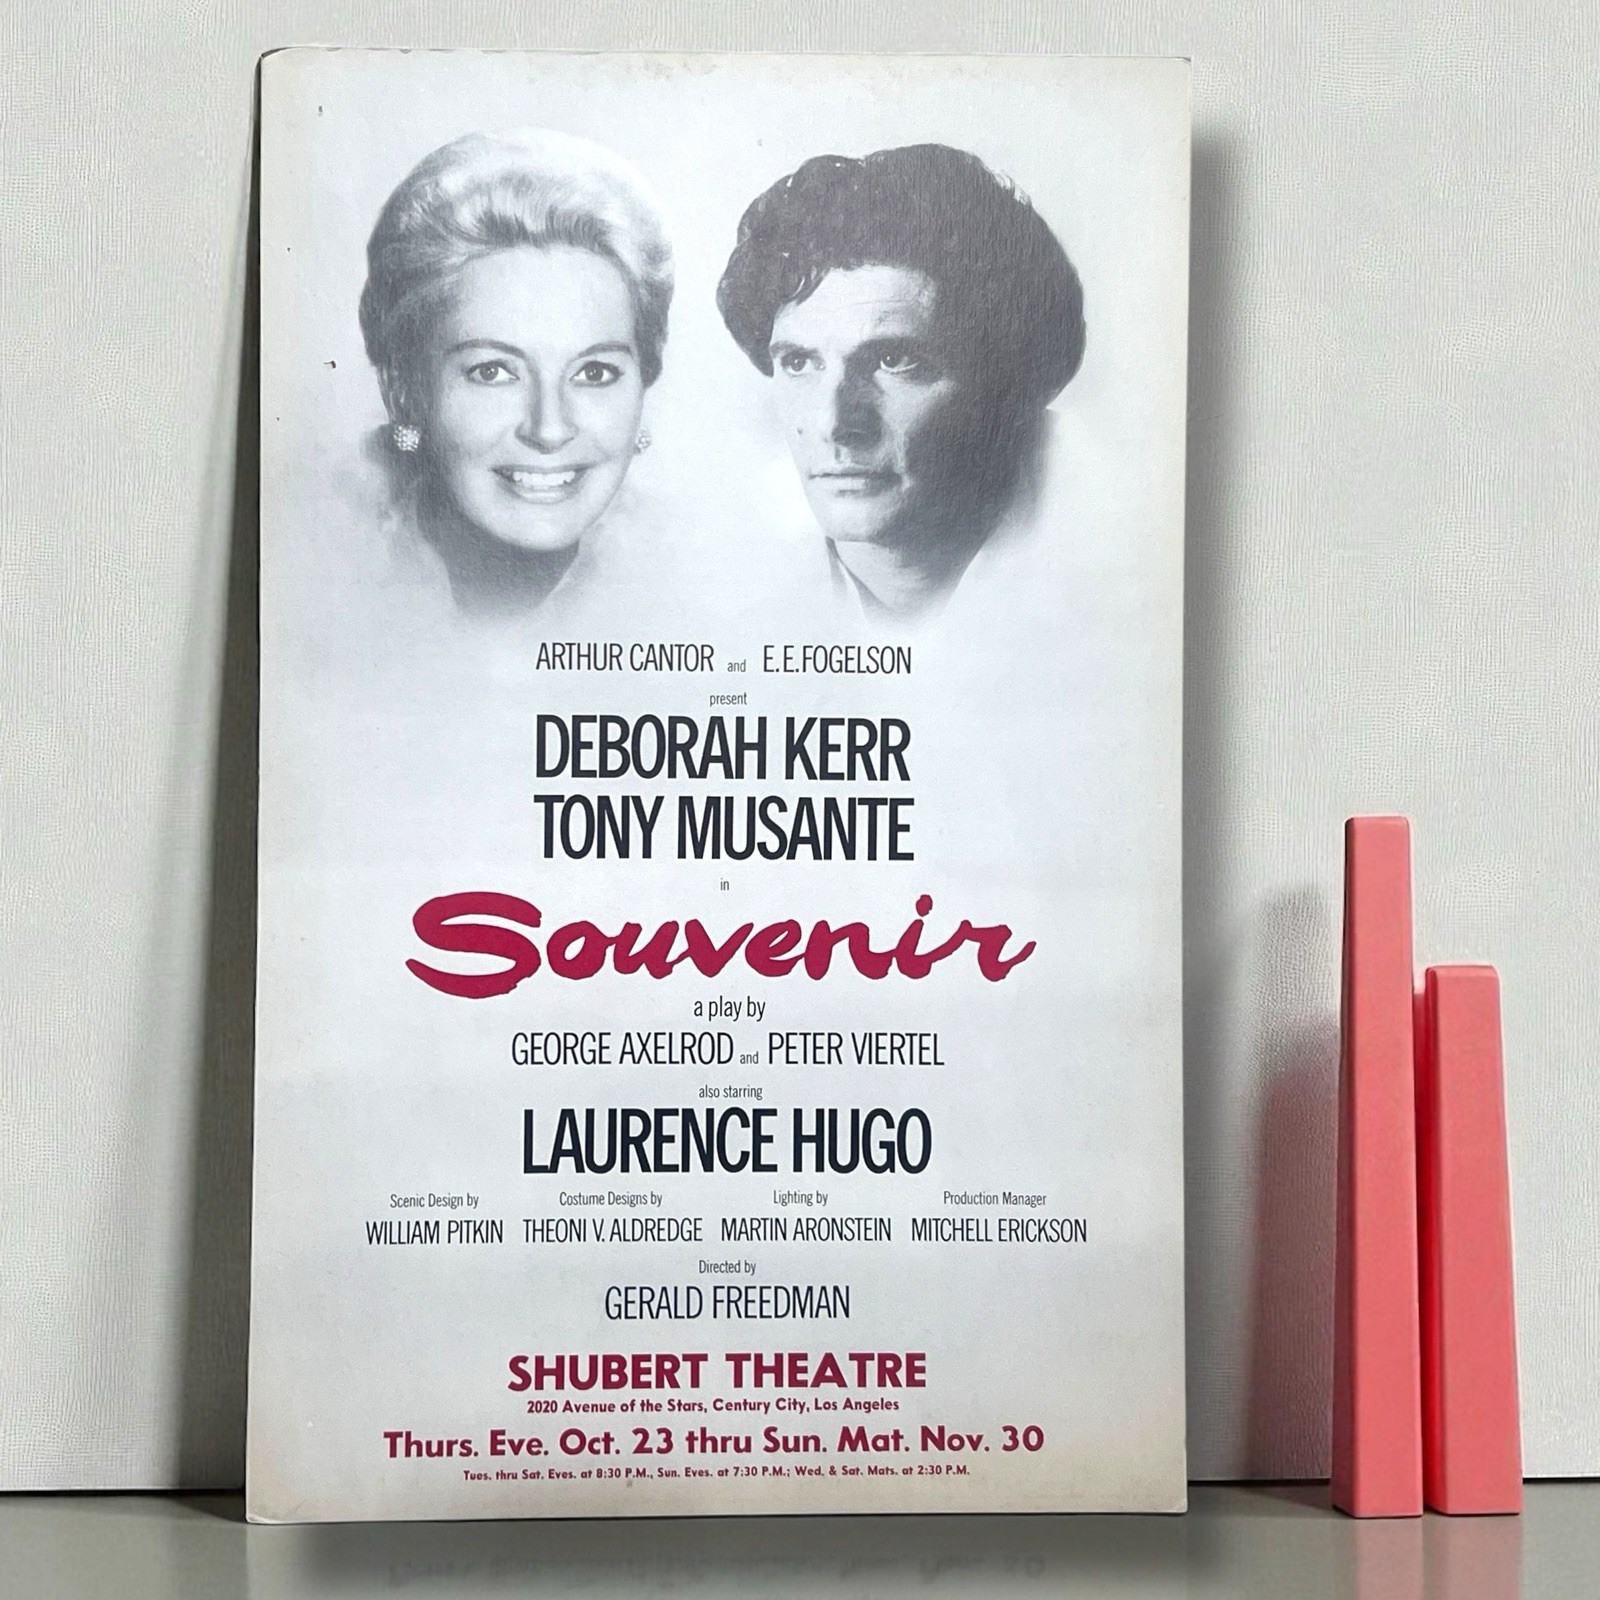 ARTHUR CANTOR and E.E.FOGELSON
present
DEBORAH KERR
TONY MUSANTE
in
Souvenir
a play by
GEORGE AXELROD and PETER VIERTEL
also starring
LAURENCE HUGO
Scenic Design by Costume Designs by Lighting by Production Manager
WILLIAM PITKIN THEONI V. ALDREDGE MARTIN ARONSTEIN MITCHELL ERICKSON
Directed by
GERALD FREEDMAN
SHUBERT THEATRE
2020 Avenue of the Stars, Century City, Los Angeles
Thurs. Eve. Oct. 23 thru Sun. Mat. Nov. 30
Tues. thru Sat. Eves. at 8:30 P.M., Sun. Eves. at 7:30 P.M.; Wed. & Sat. Mats. at 2:30 P.M.